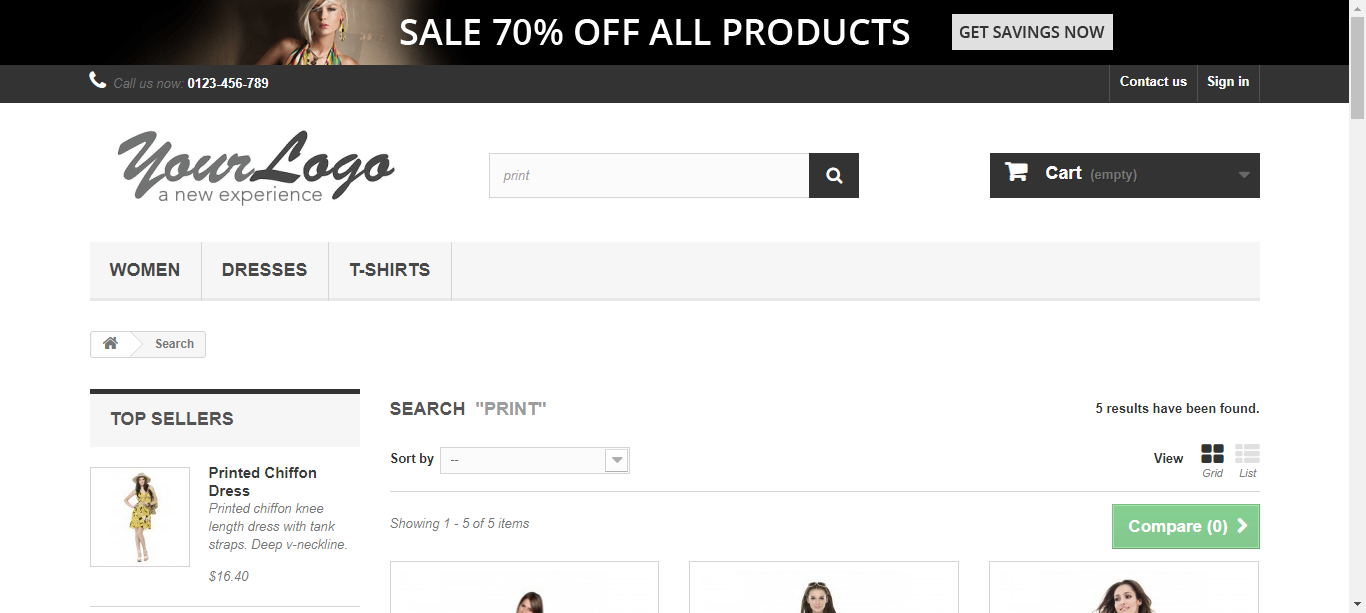 SALE 70% OFF ALL PRODUCTS
GET SAVINGS NOW
Call us now: 0123-456-789
Contact us
Sign in
YourLogo
a new experience
print
Cart (empty)
WOMEN
DRESSES
T-SHIRTS
Search
TOP SELLERS
Printed Chiffon
Dress
Printed chiffon knee
length dress with tank
straps. Deep v-neckline.
$16.40
SEARCH "PRINT"
5 results have been found.
Sort by
--
View
Grid
List
Showing 1 - 5 of 5 items
Compare (0)